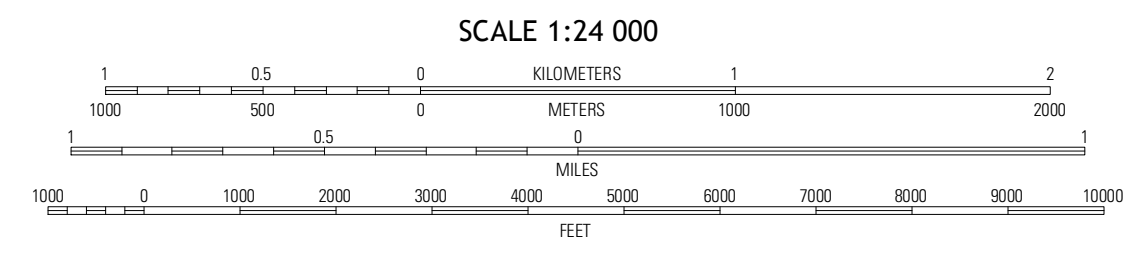 SCALE 1:24 000
1 0.5 0 KILOMETERS 1 2
1000 500 0 METERS 1000 2000
1 0.5 0 1
MILES
1000 0 1000 2000 3000 4000 5000 6000 7000 8000 9000 10000
FEET